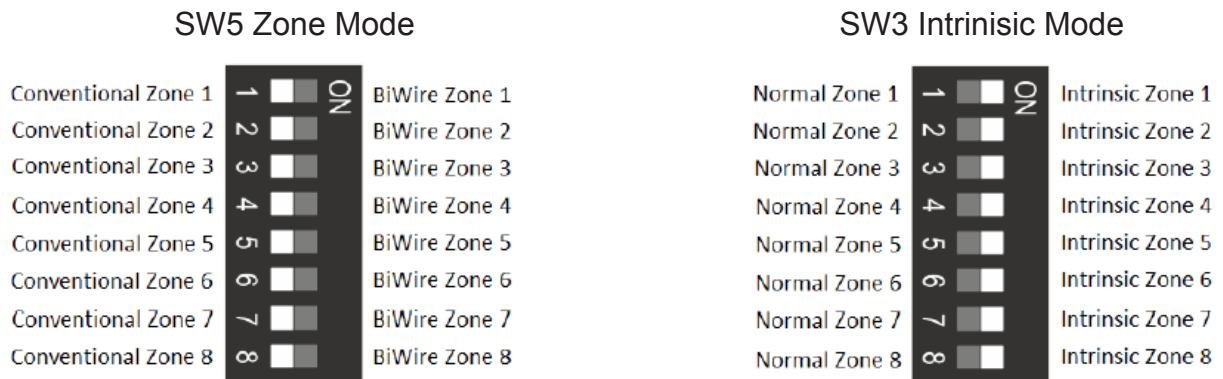 SW5 Zone Mode
Conventional Zone 1 1 ON BiWire Zone 1
Conventional Zone 2 2 BiWire Zone 2
Conventional Zone 3 3 BiWire Zone 3
Conventional Zone 4 4 BiWire Zone 4
Conventional Zone 5 5 BiWire Zone 5
Conventional Zone 6 6 BiWire Zone 6
Conventional Zone 7 7 BiWire Zone 7
Conventional Zone 8 8 BiWire Zone 8
SW3 Intrinisic Mode
Normal Zone 1 1 ON Intrinsic Zone 1
Normal Zone 2 2 Intrinsic Zone 2
Normal Zone 3 3 Intrinsic Zone 3
Normal Zone 4 4 Intrinsic Zone 4
Normal Zone 5 5 Intrinsic Zone 5
Normal Zone 6 6 Intrinsic Zone 6
Normal Zone 7 7 Intrinsic Zone 7
Normal Zone 8 8 Intrinsic Zone 8